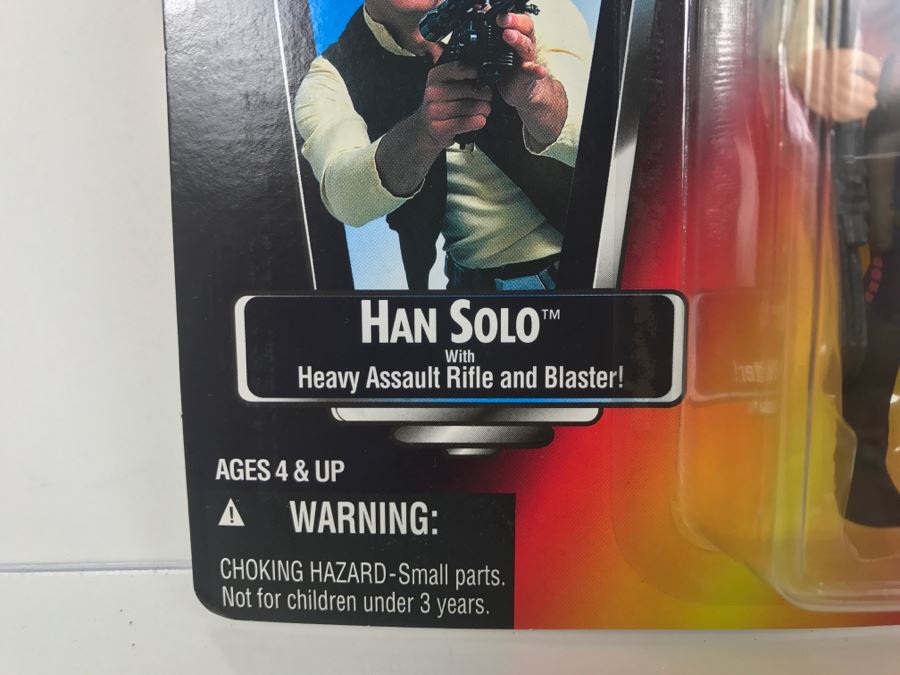 HAN SOLO™
With
Heavy Assault Rifle and Blaster!
AGES 4 & UP
WARNING:
CHOKING HAZARD-Small parts.
Not for children under 3 years.